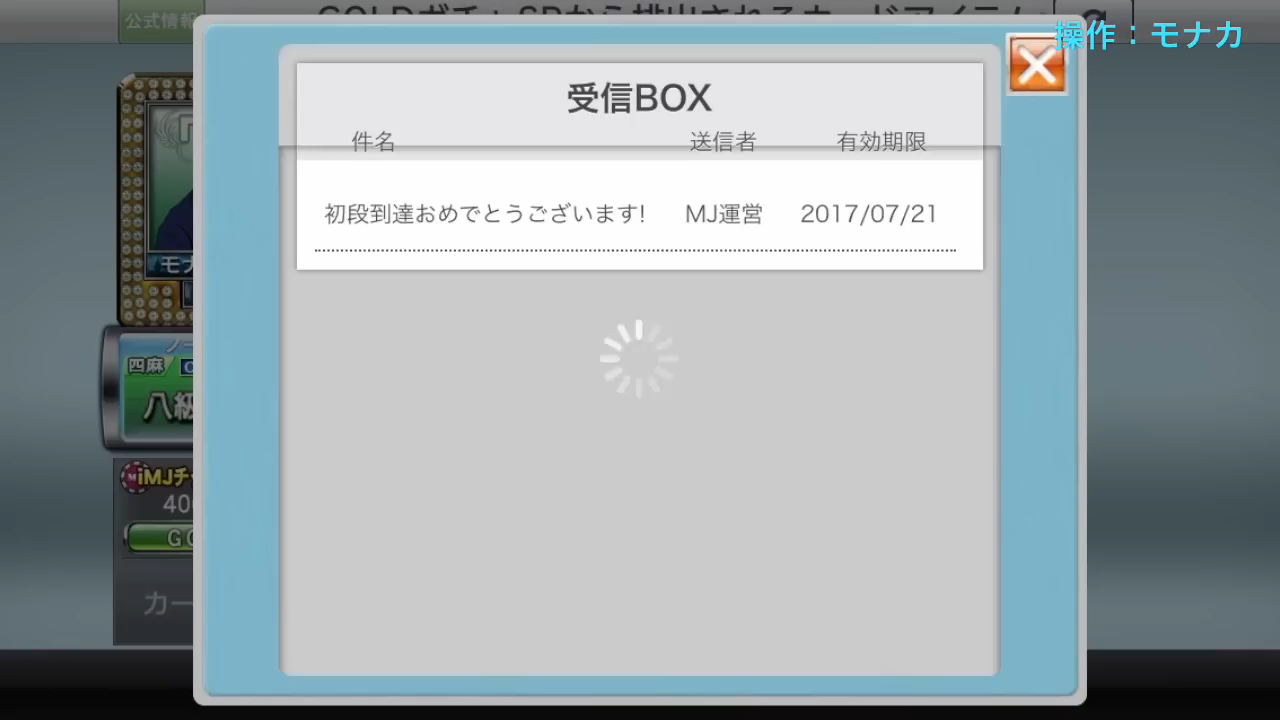 公式情報
操作：モナカ
受信BOX
件名 送信者 有効期限
初段到達おめでとうございます! MJ運営 2017/07/21
四麻
八級
iMJチ
カー